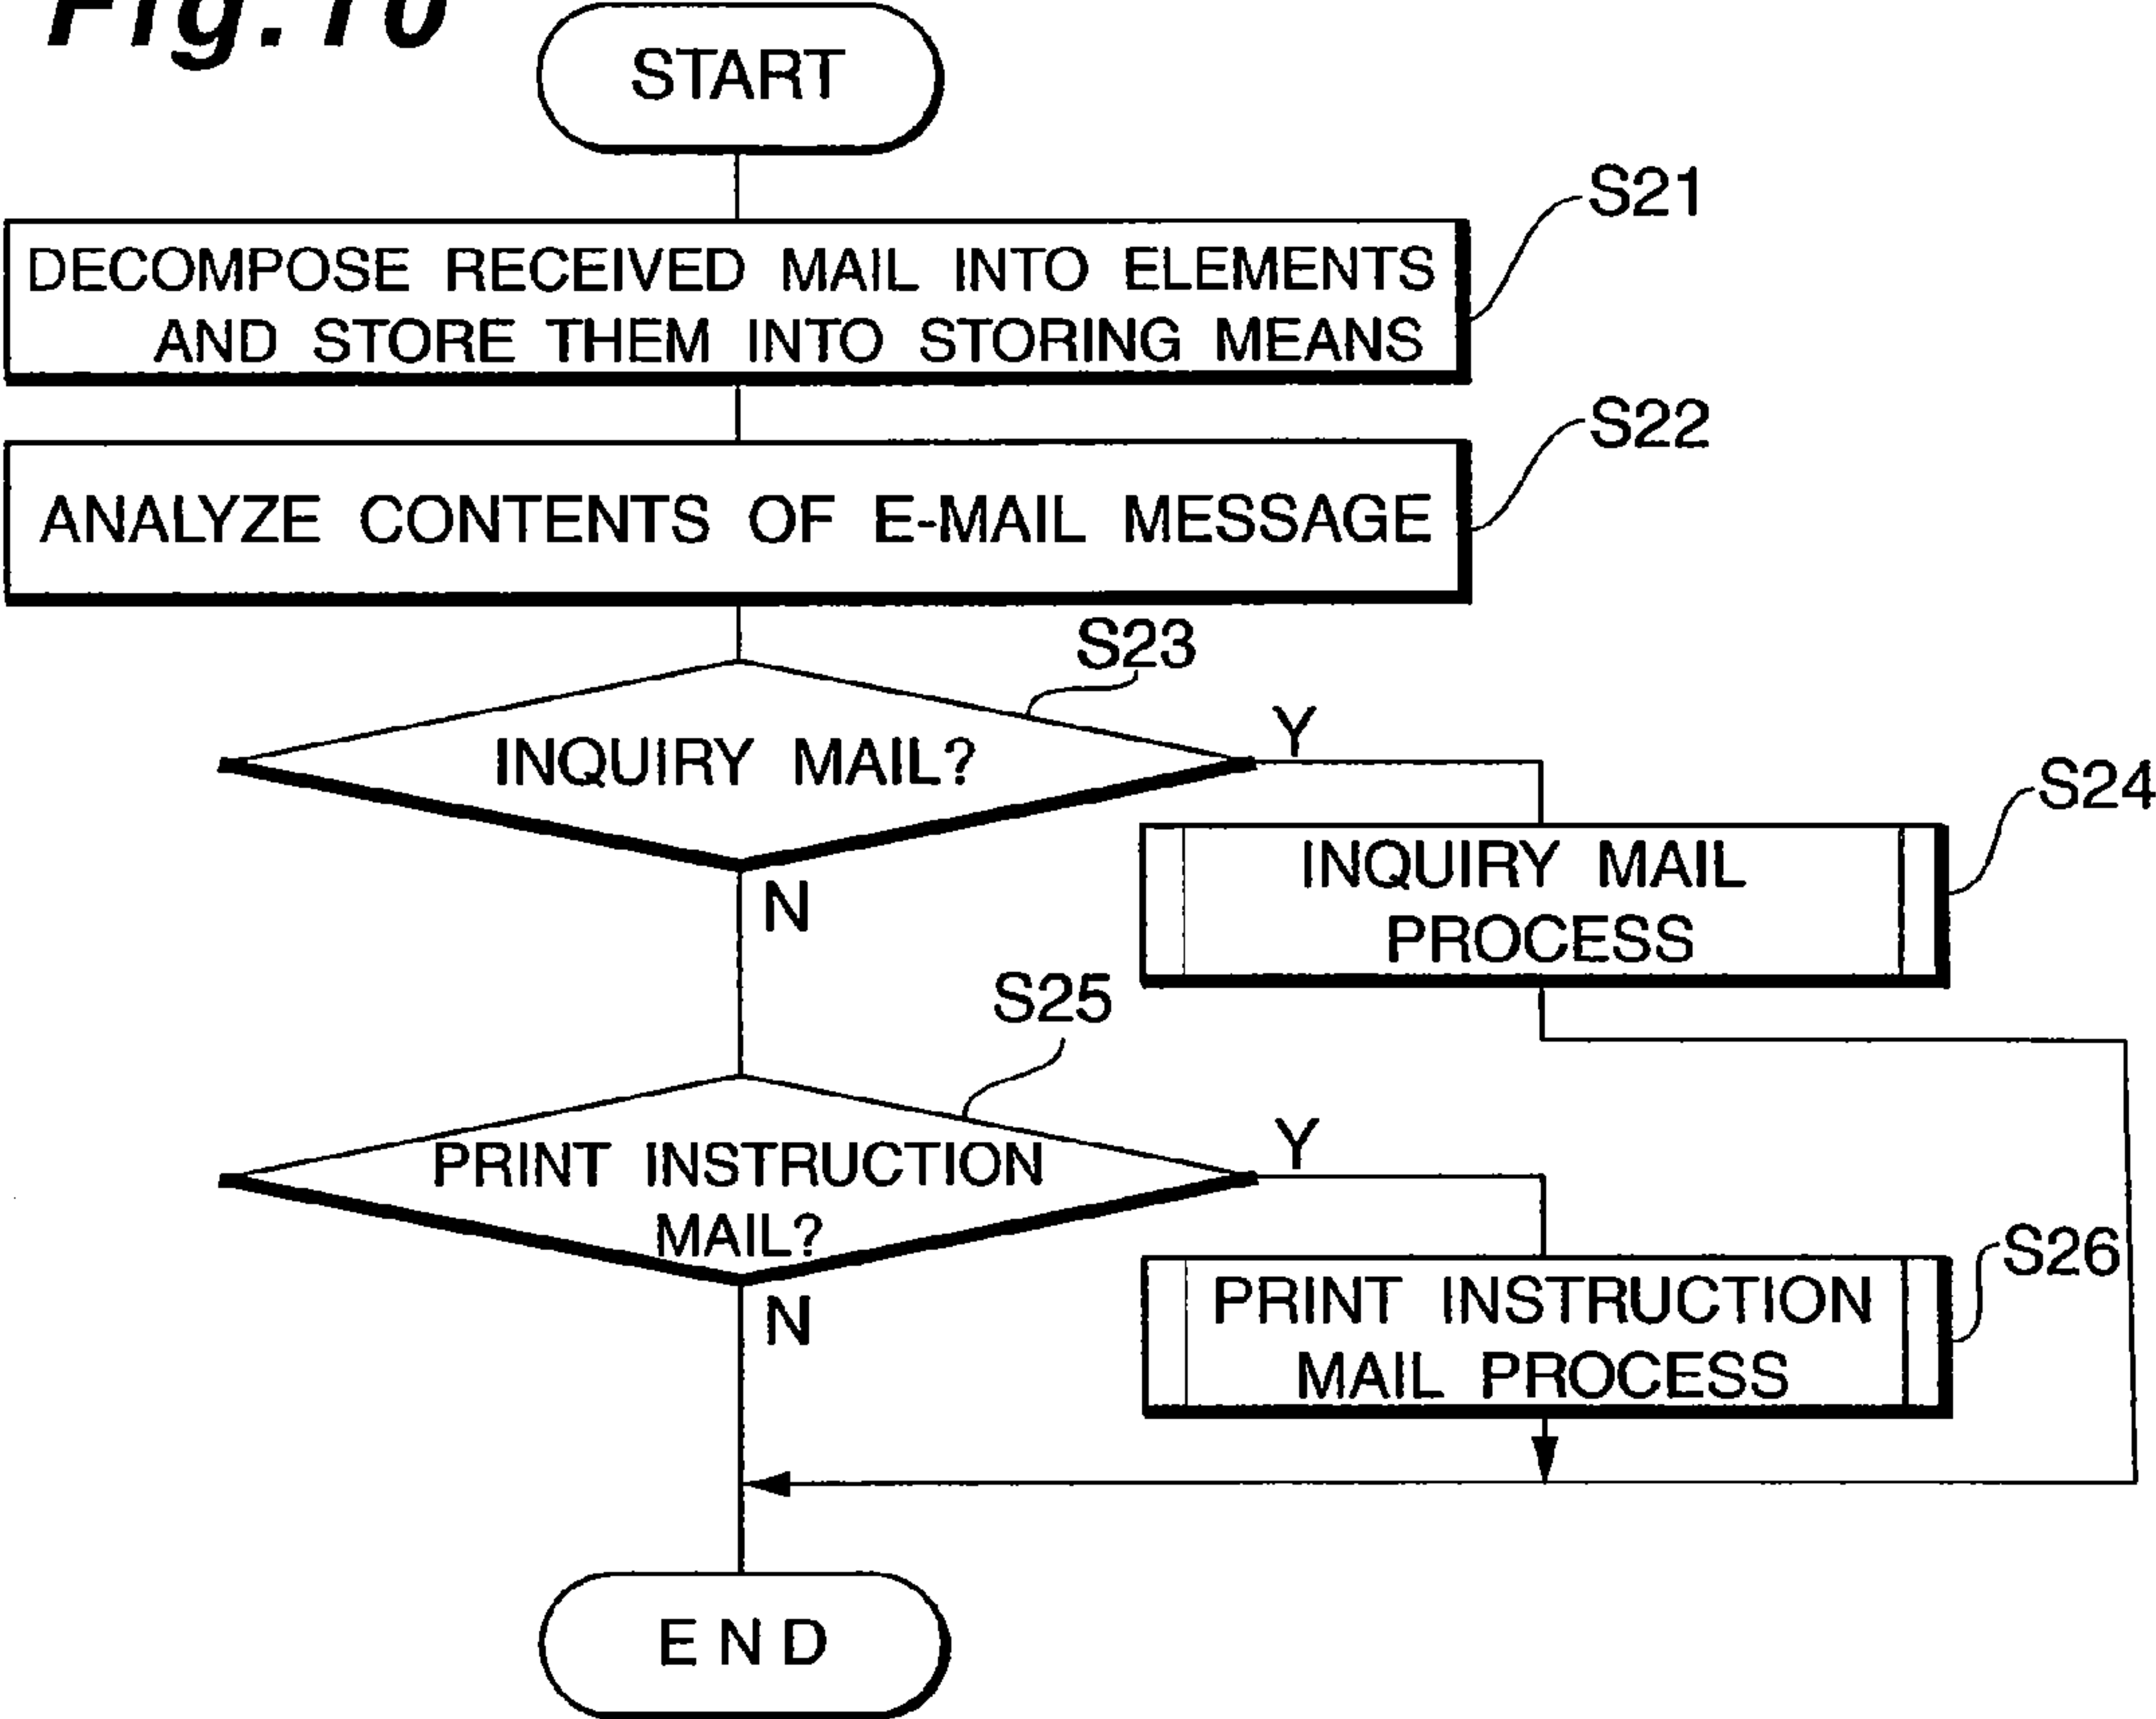 Fig.10
START
S21
DECOMPOSE RECEIVED MAIL INTO ELEMENTS
AND STORE THEM INTO STORING MEANS
S22
ANALYZE CONTENTS OF E-MAIL MESSAGE
S23
INQUIRY MAIL?
Y
S24
INQUIRY MAIL
PROCESS
N
S25
PRINT INSTRUCTION
MAIL?
Y
S26
PRINT INSTRUCTION
MAIL PROCESS
N
END